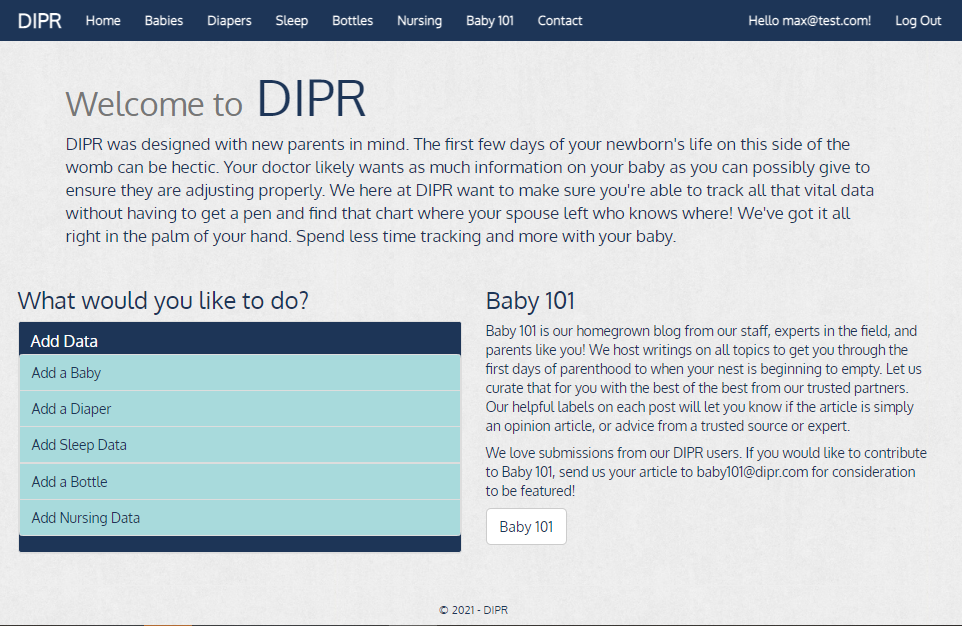 DIPR Home Babies Diapers Sleep Bottles Nursing Baby 101 Contact Hello max@test.com! Log Out
Welcome to DIPR
DIPR was designed with new parents in mind. The first few days of your newborn's life on this side of the
womb can be hectic. Your doctor likely wants as much information on your baby as you can possibly give to
ensure they are adjusting properly. We here at DIPR want to make sure you're able to track all that vital data
without having to get a pen and find that chart where your spouse left who knows where! We've got it all
right in the palm of your hand. Spend less time tracking and more with your baby.
What would you like to do?
Add Data
Add a Baby
Add a Diaper
Add Sleep Data
Add a Bottle
Add Nursing Data
Baby 101
Baby 101 is our homegrown blog from our staff, experts in the field, and
parents like you! We host writings on all topics to get you through the
first days of parenthood to when your nest is beginning to empty. Let us
curate that for you with the best of the best from our trusted partners.
Our helpful labels on each post will let you know if the article is simply
an opinion article, or advice from a trusted source or expert.
We love submissions from our DIPR users. If you would like to contribute
to Baby 101, send us your article to baby101@dipr.com for consideration
to be featured!
Baby 101
© 2021 - DIPR